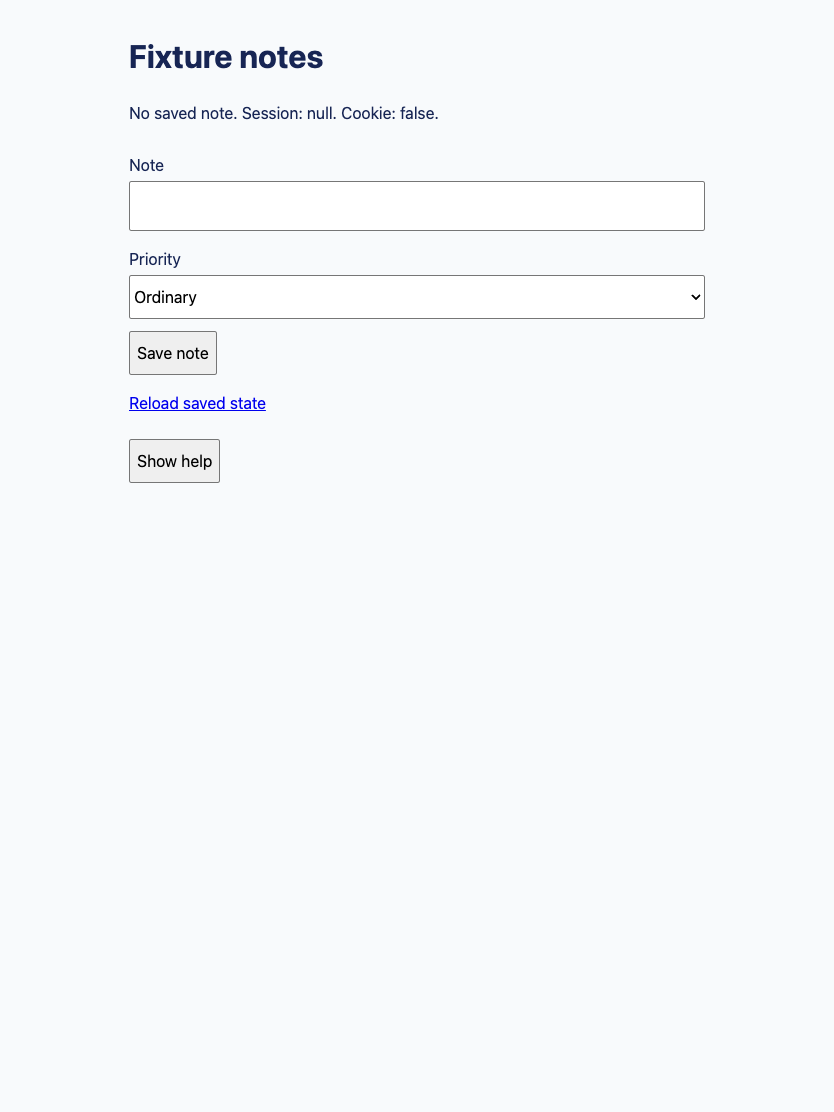 Fixture notes
No saved note. Session: null. Cookie: false.
Note
Priority
Ordinary
Save note
Reload saved state
Show help